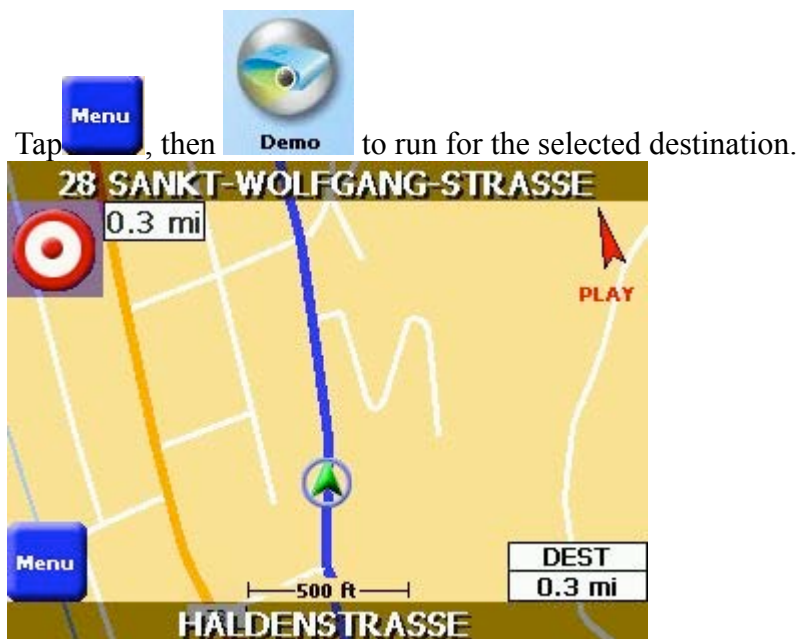 Menu
Demo
Tap , then to run for the selected destination.
28 SANKT-WOLFGANG-STRASSE
0.3 mi
PLAY
Menu
500 ft
DEST
0.3 mi
HALDENSTRASSE